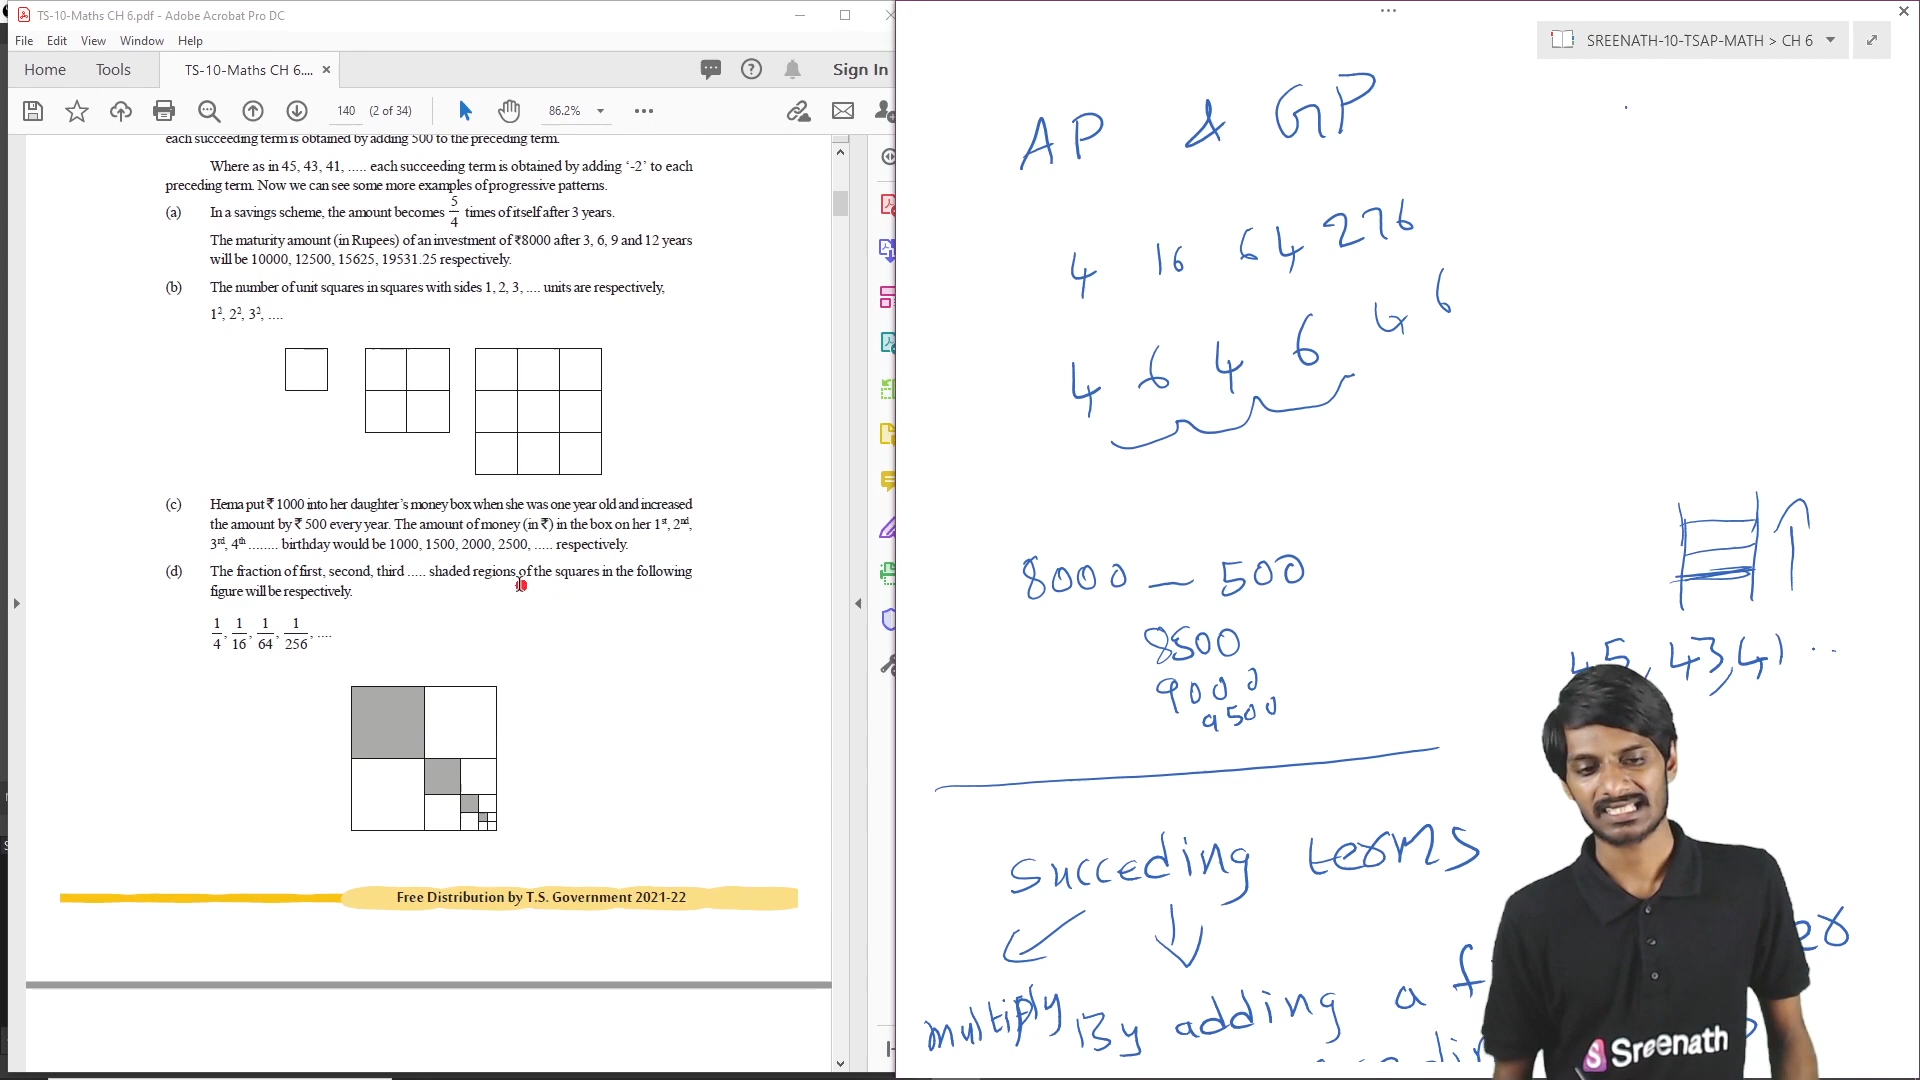 TS-10-Maths CH 6.pdf - Adobe Acrobat Pro DC
File Edit View Window Help
Home Tools TS-10-Maths CH 6.... × Sign In
140 (2 of 34) 86.2%
each succeeding term is obtained by adding 500 to the preceding term.
Where as in 45, 43, 41, ..... each succeeding term is obtained by adding ‘-2’ to each
preceding term. Now we can see some more examples of progressive patterns.
(a) In a savings scheme, the amount becomes 5/4 times of itself after 3 years.
The maturity amount (in Rupees) of an investment of ₹8000 after 3, 6, 9 and 12 years
will be 10000, 12500, 15625, 19531.25 respectively.
(b) The number of unit squares in squares with sides 1, 2, 3, .... units are respectively,
1², 2², 3², ....
(c) Hema put ₹ 1000 into her daughter’s money box when she was one year old and increased
the amount by ₹ 500 every year. The amount of money (in ₹) in the box on her 1st, 2nd,
3rd, 4th ........ birthday would be 1000, 1500, 2000, 2500, ..... respectively.
(d) The fraction of first, second, third ..... shaded regions of the squares in the following
figure will be respectively.
1/4, 1/16, 1/64, 1/256, ....
Free Distribution by T.S. Government 2021-22
SREENATH-10-TSAP-MATH > CH 6
AP & GP
4 16 64 276
4 6 4 6 4 6
8000 — 500
8500
9000
9500
45, 43, 41 ..
Succeding terms
multiply By adding a
Sreenath